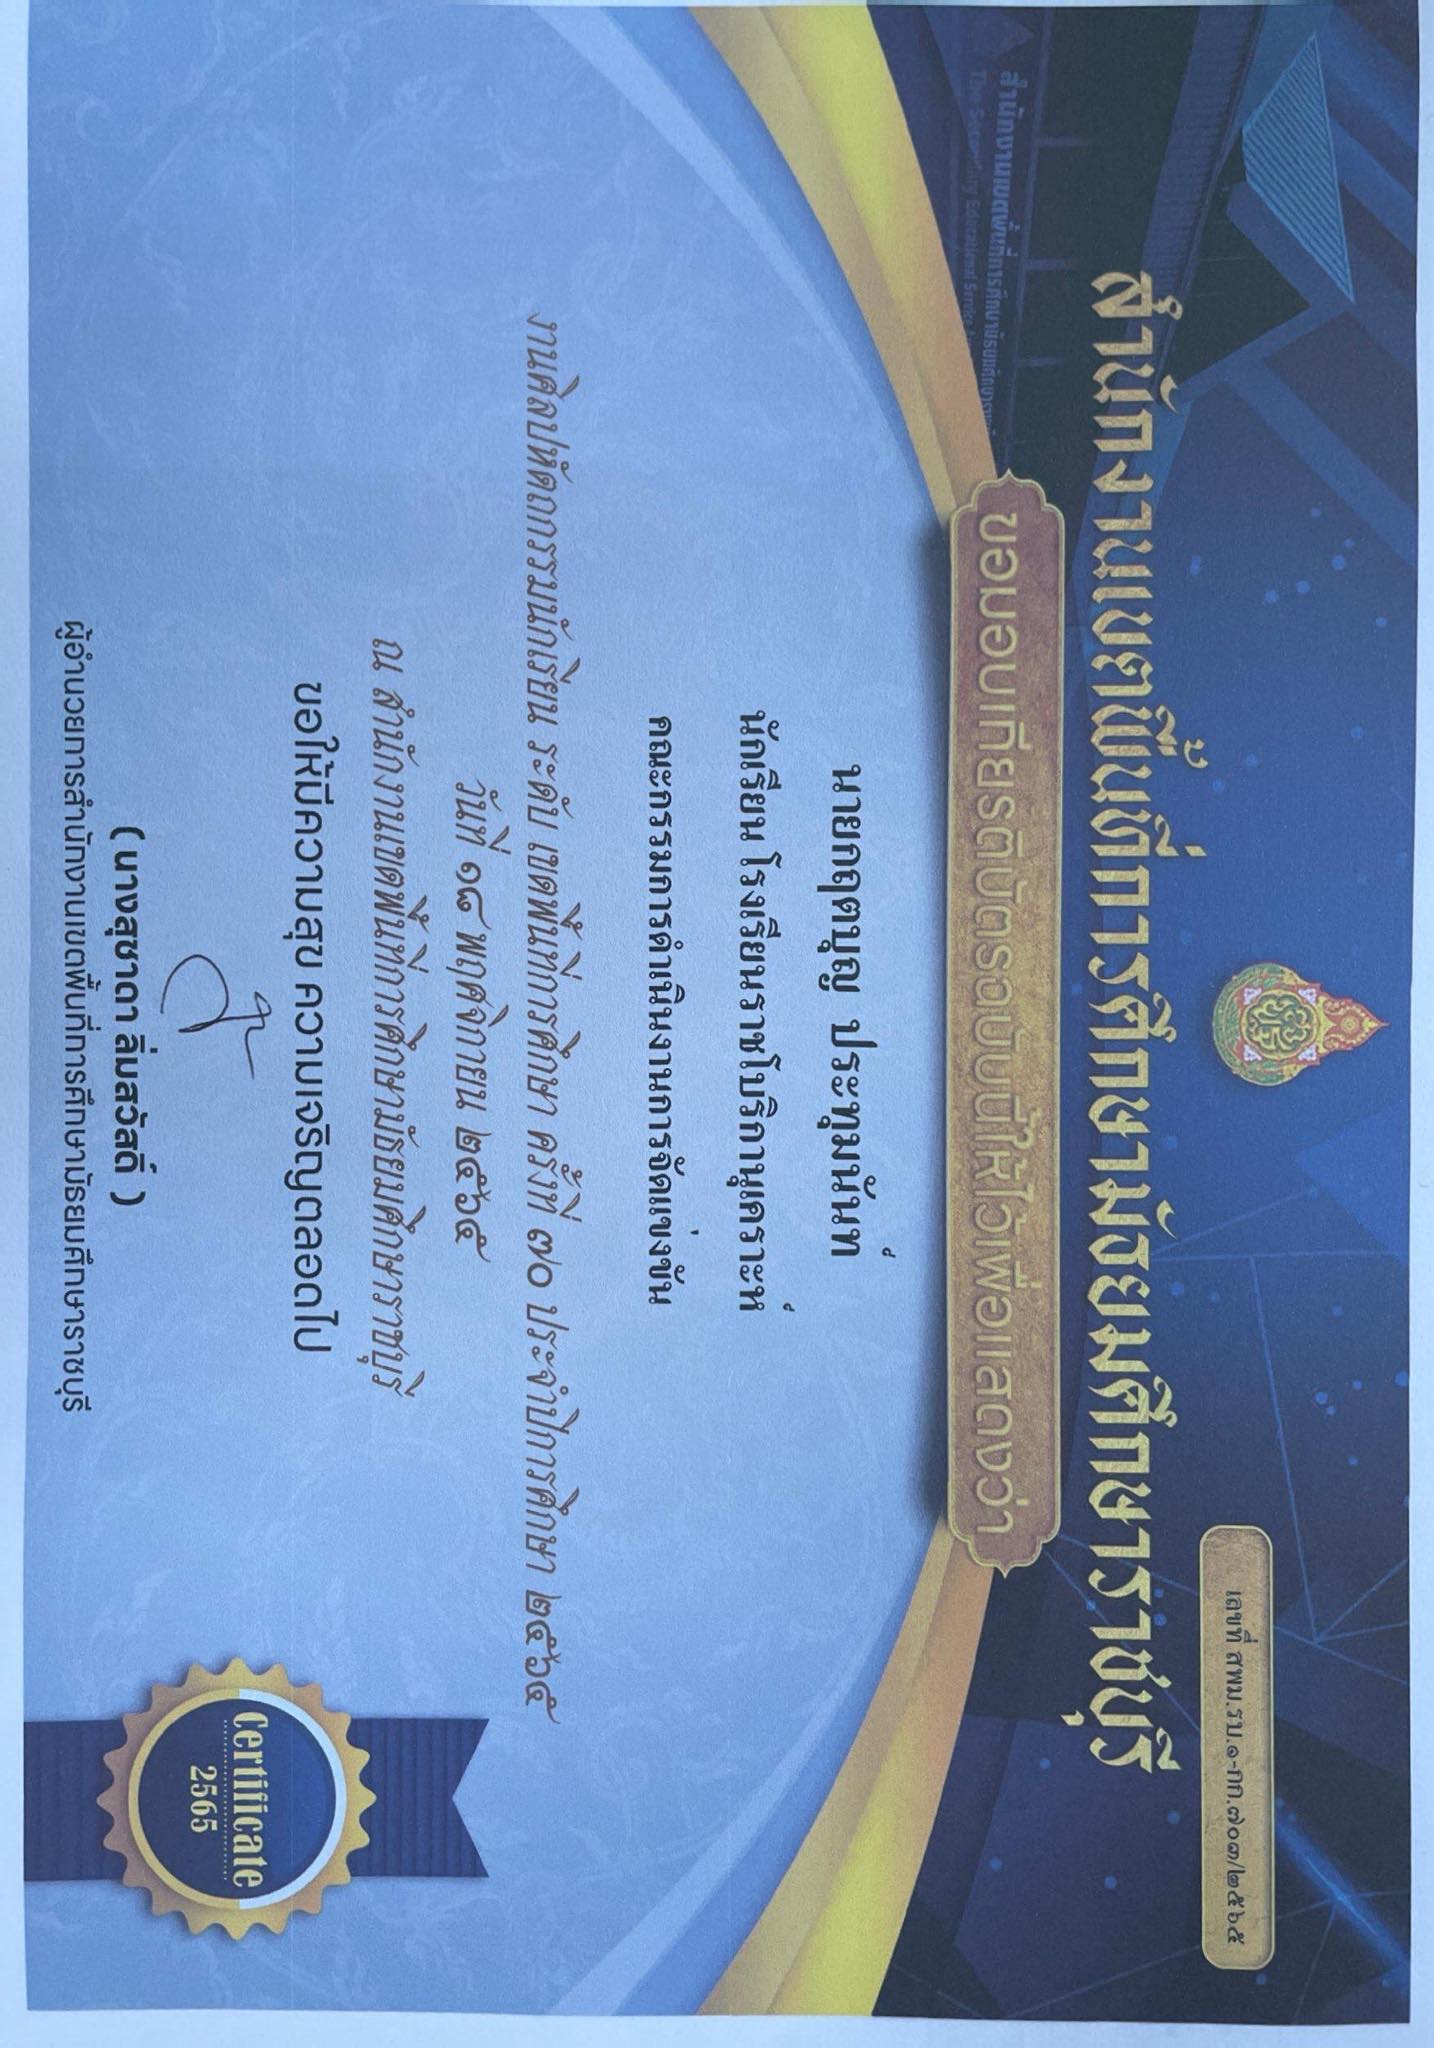 เลขที่ สพม.รบ.๑-กก.๗๐๓/๒๕๖๕
สำนักงานเขตพื้นที่การศึกษามัธยมศึกษาราชบุรี
ขอมอบเกียรติบัตรฉบับนี้ให้ไว้เพื่อแสดงว่า
สำนักงานเขตพื้นที่การศึกษามัธยมศึกษา
The Secondary Educational Service
นายกฤตบุญ ประทุมนันท์
นักเรียน โรงเรียนราชโบริกานุเคราะห์
คณะกรรมการดำเนินงานการจัดแข่งขัน
งานศิลปหัตถกรรมนักเรียน ระดับ เขตพื้นที่การศึกษา ครั้งที่ ๗๐ ประจำปีการศึกษา ๒๕๖๕
วันที่ ๑๘ พฤศจิกายน ๒๕๖๕
ณ สำนักงานเขตพื้นที่การศึกษามัธยมศึกษาราชบุรี
ขอให้มีความสุข ความเจริญตลอดไป
Certificate
2565
( นางสุชาดา ลิ่มสวัสดิ์ )
ผู้อำนวยการสำนักงานเขตพื้นที่การศึกษามัธยมศึกษาราชบุรี